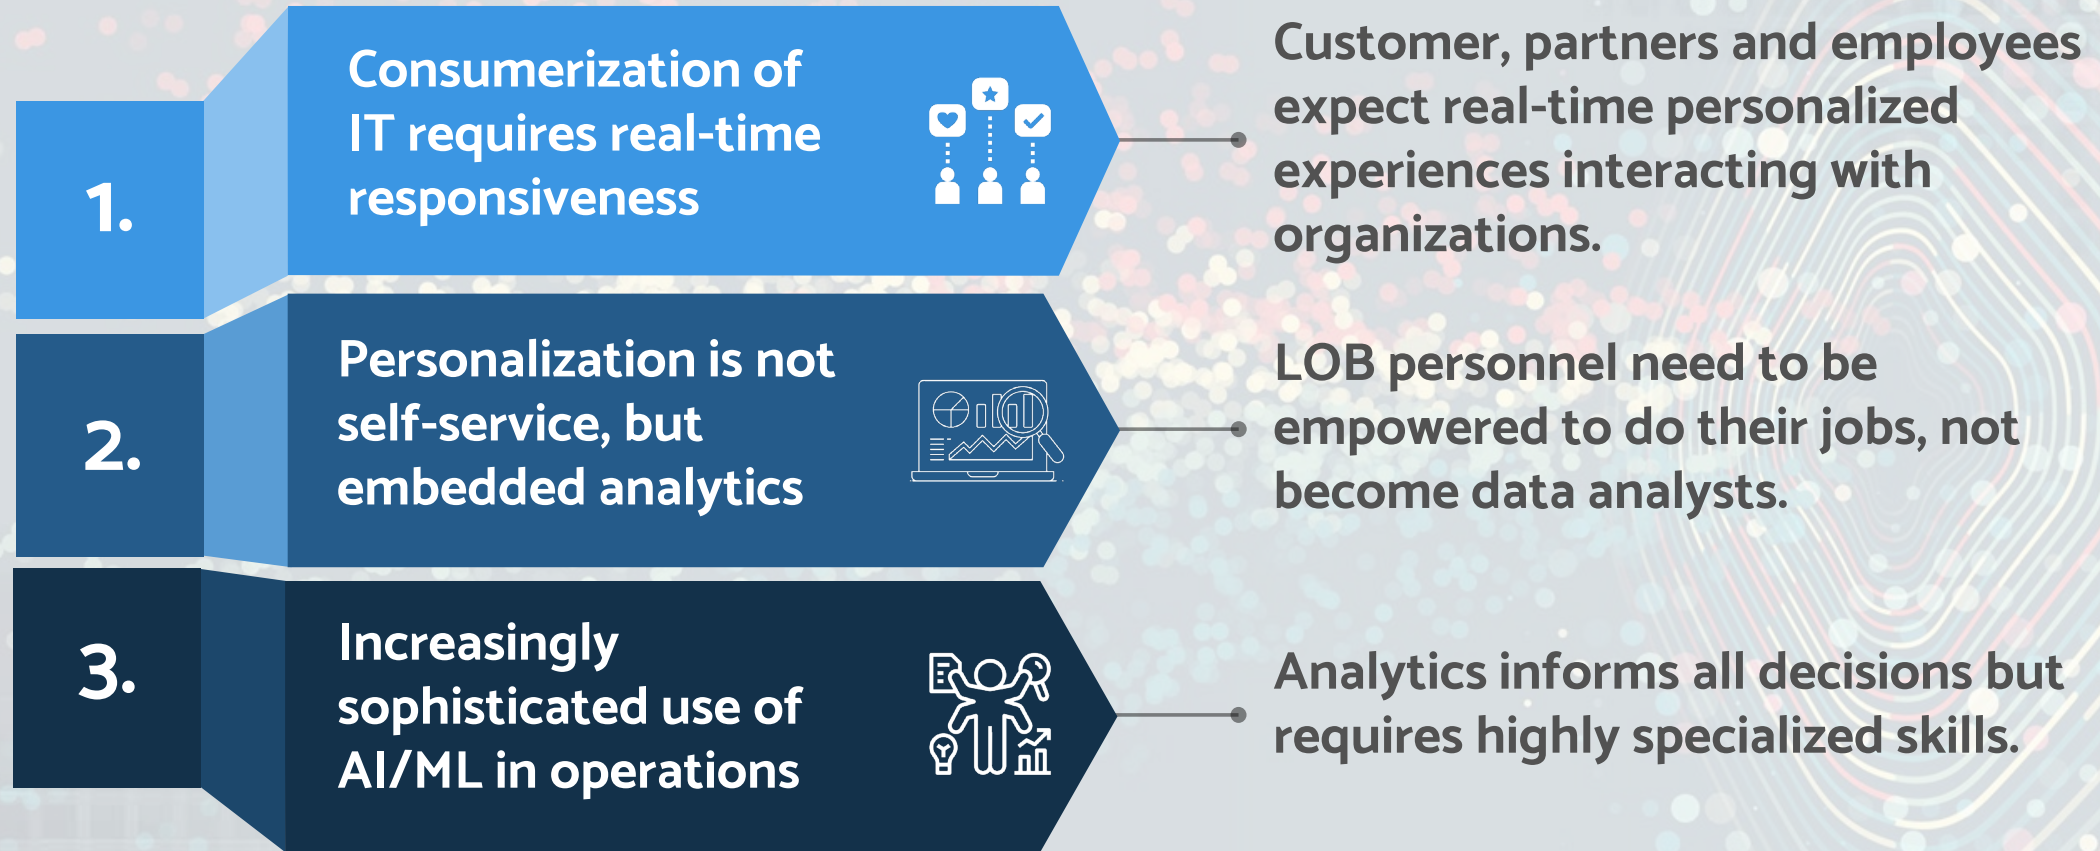 1.
Consumerization of
IT requires real-time
responsiveness
Customer, partners and employees
expect real-time personalized
experiences interacting with
organizations.
2.
Personalization is not
self-service, but
embedded analytics
LOB personnel need to be
empowered to do their jobs, not
become data analysts.
3.
Increasingly
sophisticated use of
AI/ML in operations
Analytics informs all decisions but
requires highly specialized skills.